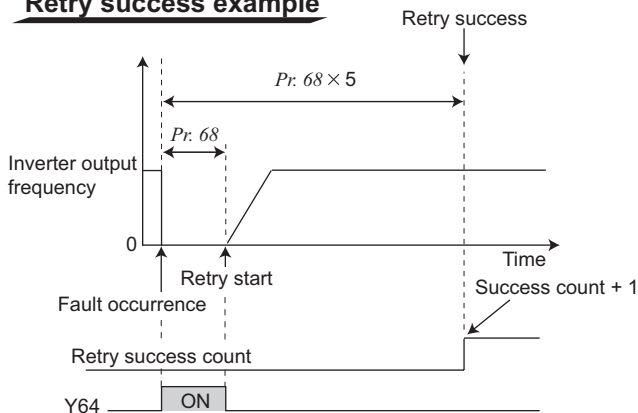 Retry success example
Retry success
Pr. 68 × 5
Pr. 68
Inverter output
frequency
0
Time
Retry start
Success count + 1
Fault occurrence
Retry success count
ON
Y64